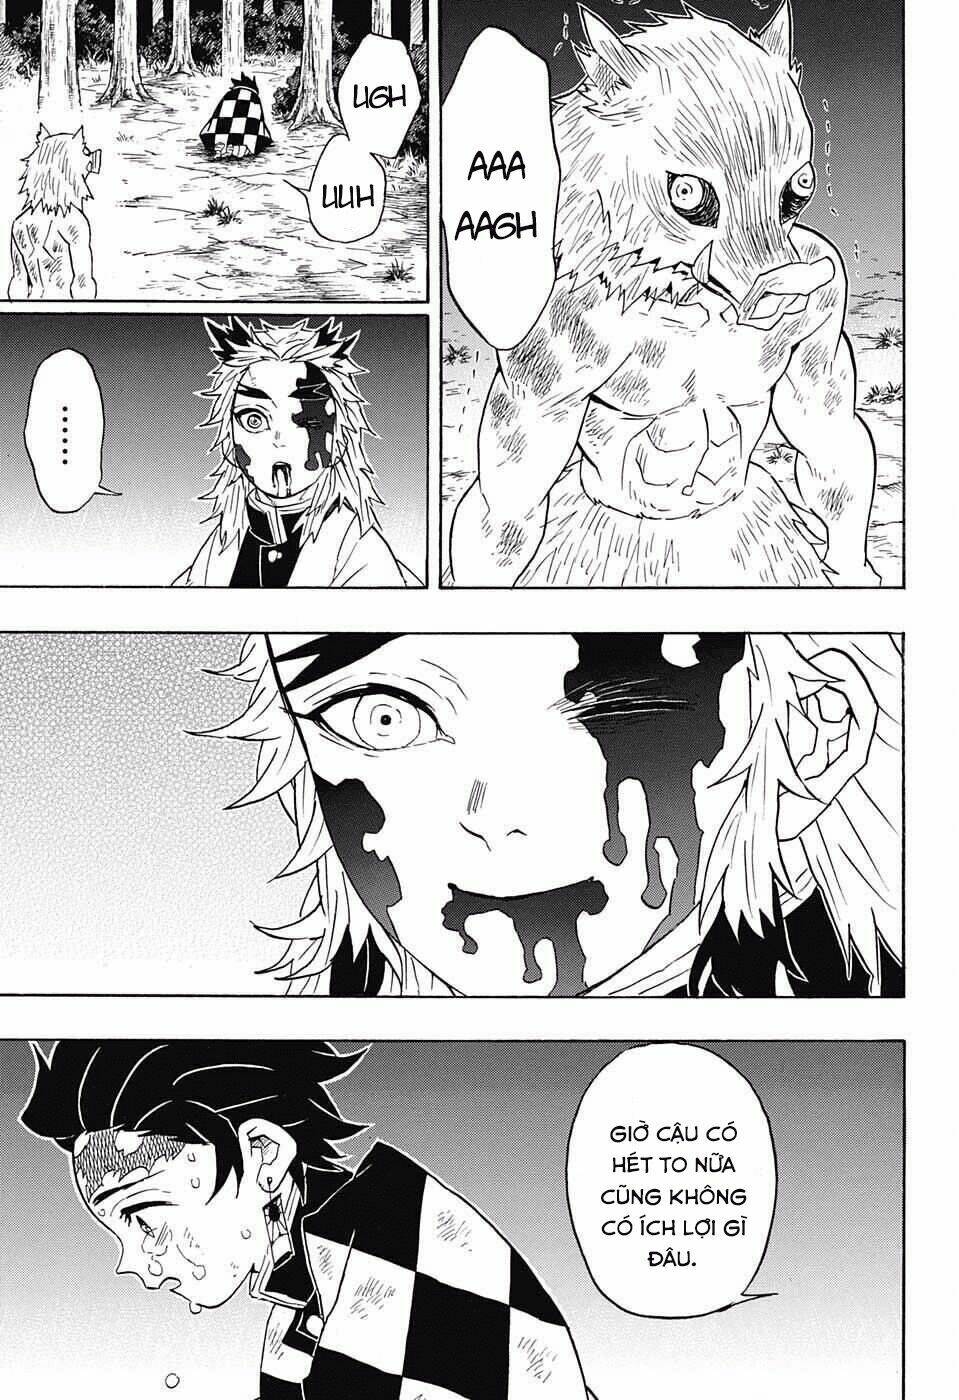 AAA
AAGH
UGH
UUH
......
GIỜ CẬU CÓ
HÉT TO NỮA
CŨNG KHÔNG
CÓ ÍCH LỢI GÌ
ĐÂU.